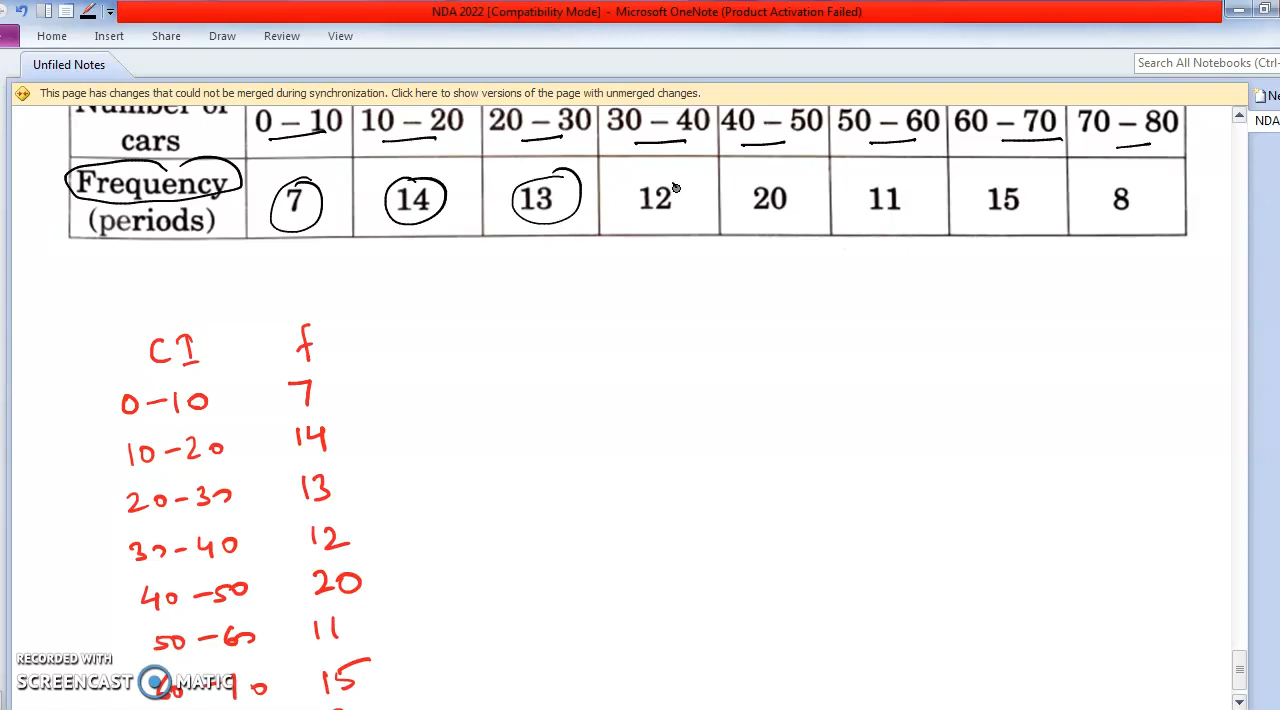 NDA 2022 [Compatibility Mode] - Microsoft OneNote (Product Activation Failed)
Home Insert Share Draw Review View
Unfiled Notes
Search All Notebooks (Ctrl+
This page has changes that could not be merged during synchronization. Click here to show versions of the page with unmerged changes.
Ne
NDA
Number of cars 0 – 10 10 – 20 20 – 30 30 – 40 40 – 50 50 – 60 60 – 70 70 – 80
Frequency (periods) 7 14 13 12 20 11 15 8
CI f
0-10 7
10-20 14
20-30 13
30-40 12
40-50 20
50-60 11
15
RECORDED WITH
SCREENCAST MATIC